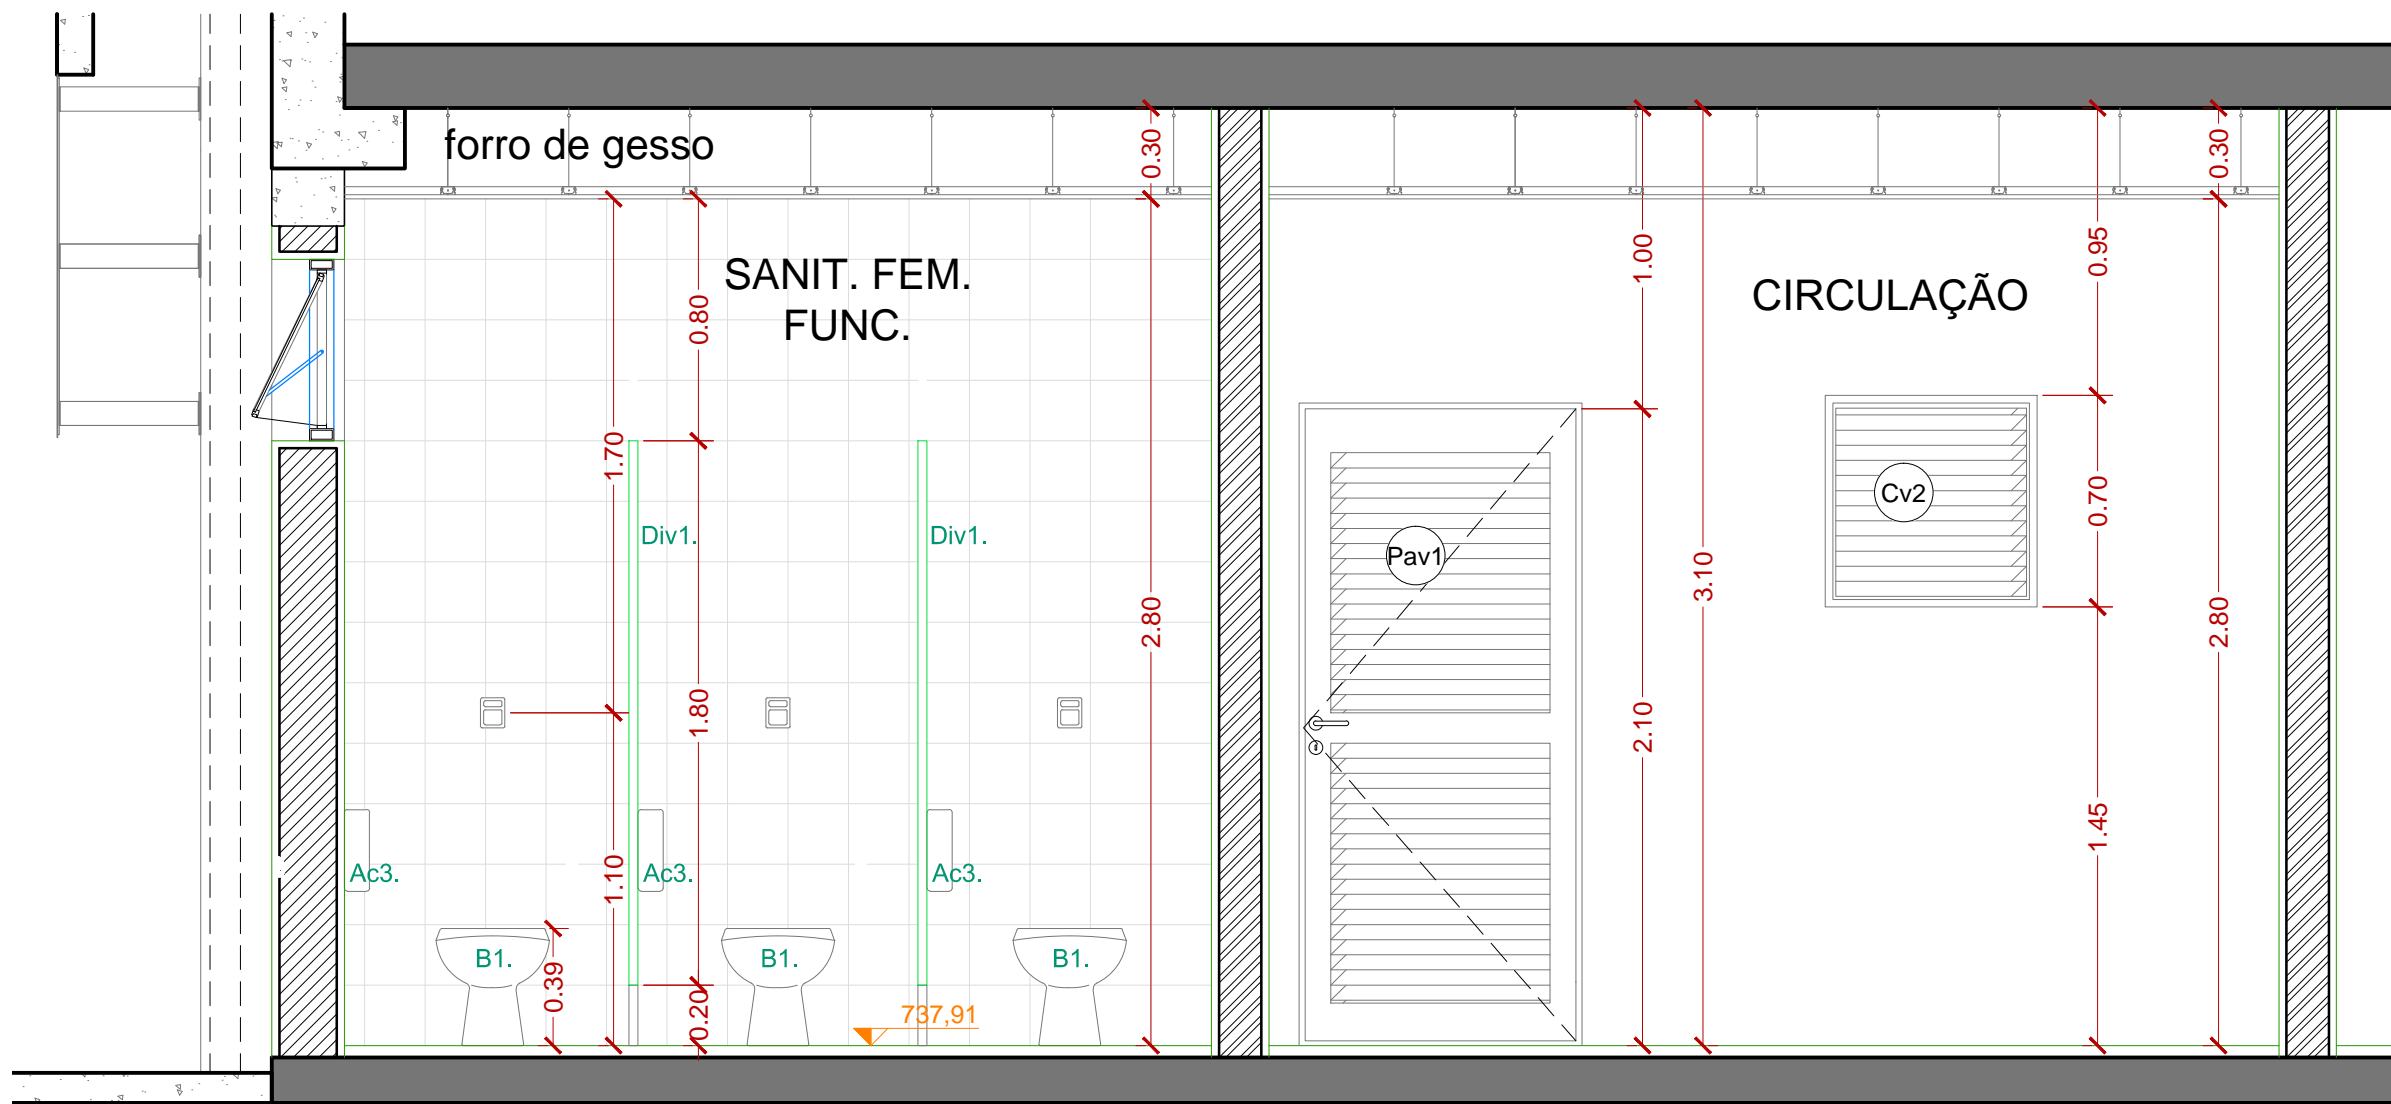 forro de gesso
0.30
0.30
SANIT. FEM.
FUNC.
CIRCULAÇÃO
0.80
1.00
0.95
1.70
Div1.
Div1.
Pav1
Cv2
0.70
3.10
2.80
2.80
1.80
2.10
1.45
1.10
Ac3.
Ac3.
Ac3.
B1.
B1.
B1.
0.39
0.20
737,91